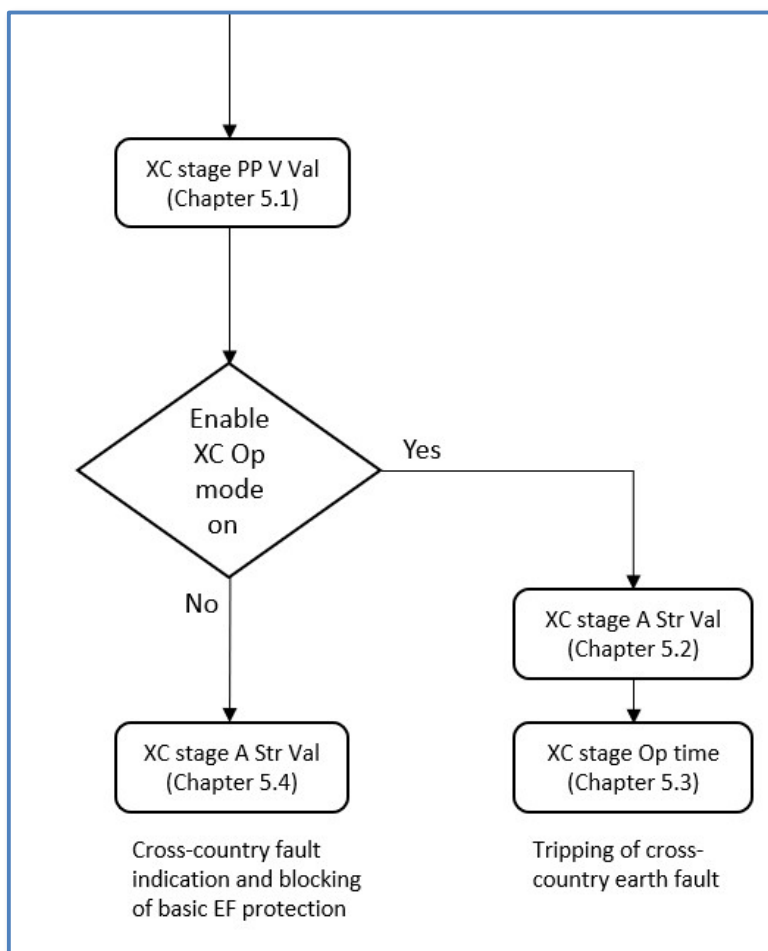 XC stage PP V Val
(Chapter 5.1)
Enable
XC Op
mode
on
Yes
No
XC stage A Str Val
(Chapter 5.2)
XC stage A Str Val
(Chapter 5.4)
XC stage Op time
(Chapter 5.3)
Cross-country fault
indication and blocking
of basic EF protection
Tripping of cross-
country earth fault